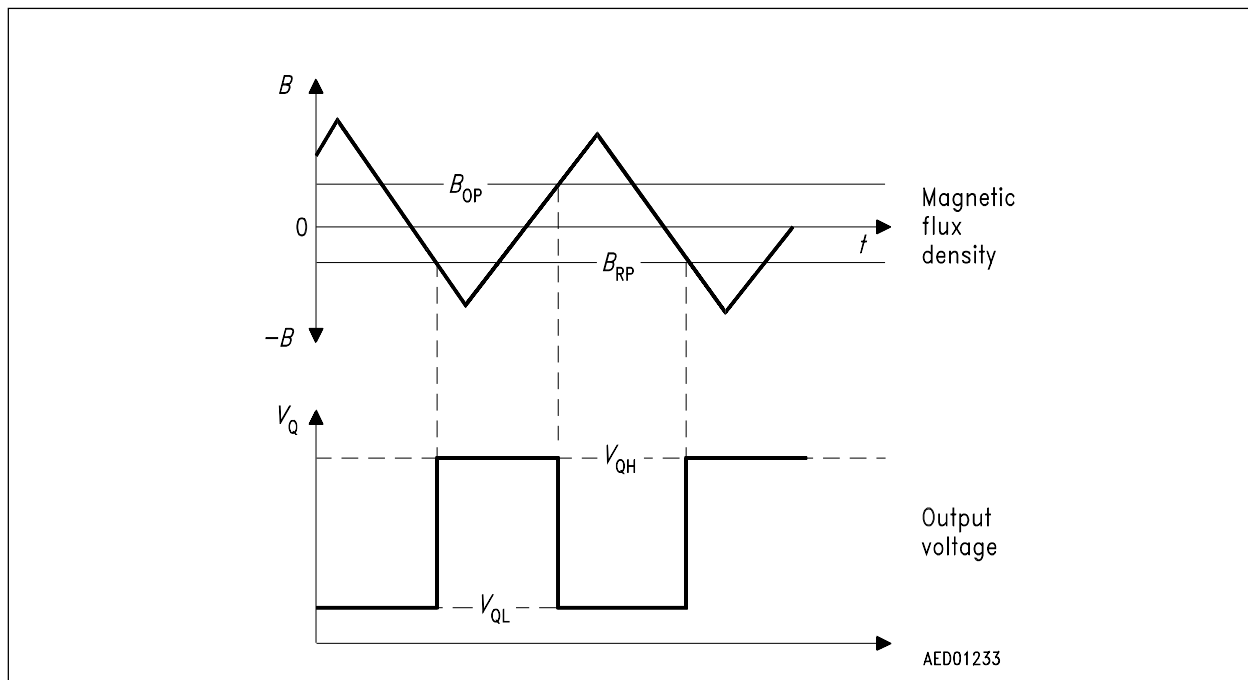 B
B_OP
0
t
B_RP
Magnetic
flux
density
−B
V_Q
V_QH
Output
voltage
V_QL
AED01233